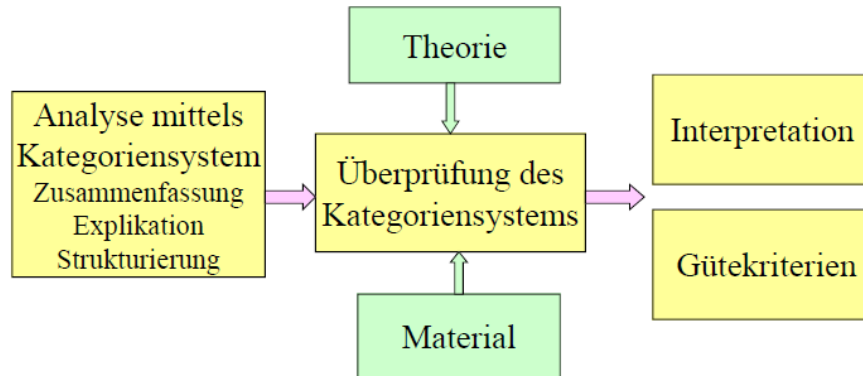 Theorie
Analyse mittels
Kategoriensystem
Zusammenfassung
Explikation
Strukturierung
Überprüfung des
Kategoriensystems
Interpretation
Gütekriterien
Material